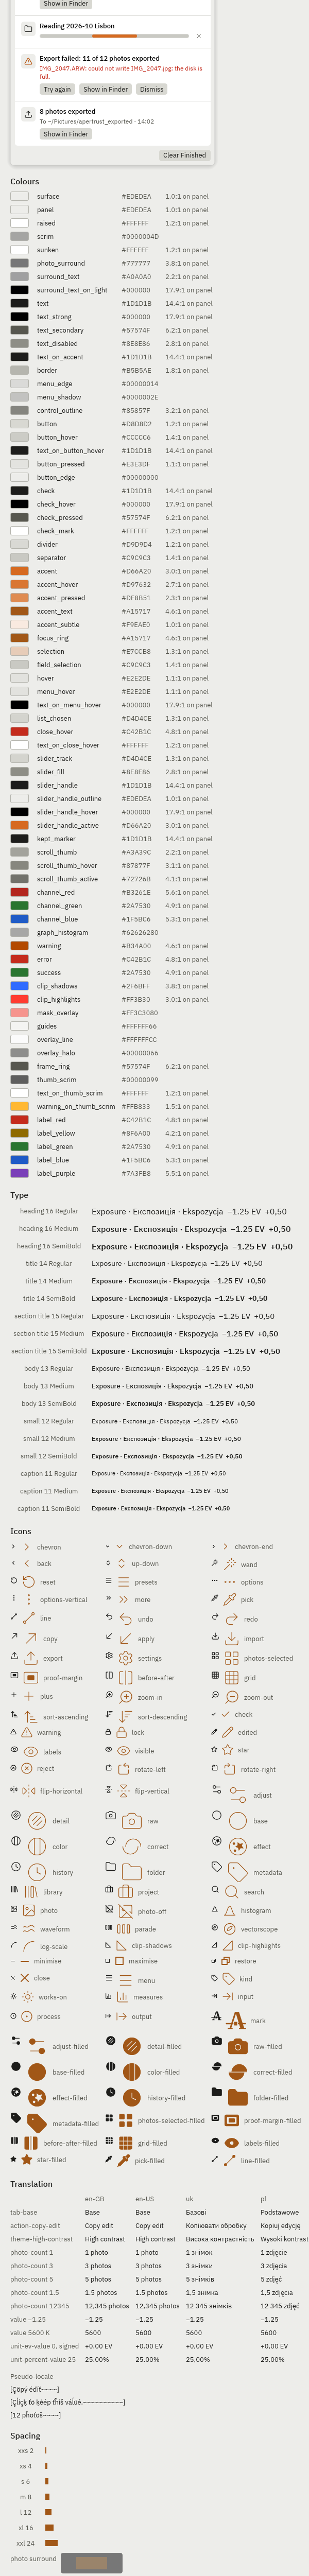 Show in Finder
Reading 2026-10 Lisbon
Export failed: 11 of 12 photos exported
IMG_2047.ARW: could not write IMG_2047.jpg: the disk is
full.
Try again Show in Finder Dismiss
8 photos exported
To ~/Pictures/apertrust_exported · 14:02
Show in Finder
Clear Finished
Colours
surface #EDEDEA 1.0:1 on panel
panel #EDEDEA 1.0:1 on panel
raised #FFFFFF 1.2:1 on panel
scrim #0000004D
sunken #FFFFFF 1.2:1 on panel
photo_surround #777777 3.8:1 on panel
surround_text #A0A0A0 2.2:1 on panel
surround_text_on_light #000000 17.9:1 on panel
text #1D1D1B 14.4:1 on panel
text_strong #000000 17.9:1 on panel
text_secondary #57574F 6.2:1 on panel
text_disabled #8E8E86 2.8:1 on panel
text_on_accent #1D1D1B 14.4:1 on panel
border #B5B5AE 1.8:1 on panel
menu_edge #00000014
menu_shadow #0000002E
control_outline #85857F 3.2:1 on panel
button #D8D8D2 1.2:1 on panel
button_hover #CCCCC6 1.4:1 on panel
text_on_button_hover #1D1D1B 14.4:1 on panel
button_pressed #E3E3DF 1.1:1 on panel
button_edge #00000000
check #1D1D1B 14.4:1 on panel
check_hover #000000 17.9:1 on panel
check_pressed #57574F 6.2:1 on panel
check_mark #FFFFFF 1.2:1 on panel
divider #D9D9D4 1.2:1 on panel
separator #C9C9C3 1.4:1 on panel
accent #D66A20 3.0:1 on panel
accent_hover #D97632 2.7:1 on panel
accent_pressed #DF8B51 2.3:1 on panel
accent_text #A15717 4.6:1 on panel
accent_subtle #F9EAE0 1.0:1 on panel
focus_ring #A15717 4.6:1 on panel
selection #E7CCB8 1.3:1 on panel
field_selection #C9C9C3 1.4:1 on panel
hover #E2E2DE 1.1:1 on panel
menu_hover #E2E2DE 1.1:1 on panel
text_on_menu_hover #000000 17.9:1 on panel
list_chosen #D4D4CE 1.3:1 on panel
close_hover #C42B1C 4.8:1 on panel
text_on_close_hover #FFFFFF 1.2:1 on panel
slider_track #D4D4CE 1.3:1 on panel
slider_fill #8E8E86 2.8:1 on panel
slider_handle #1D1D1B 14.4:1 on panel
slider_handle_outline #EDEDEA 1.0:1 on panel
slider_handle_hover #000000 17.9:1 on panel
slider_handle_active #D66A20 3.0:1 on panel
kept_marker #1D1D1B 14.4:1 on panel
scroll_thumb #A3A39C 2.2:1 on panel
scroll_thumb_hover #87877F 3.1:1 on panel
scroll_thumb_active #72726B 4.1:1 on panel
channel_red #B3261E 5.6:1 on panel
channel_green #2A7530 4.9:1 on panel
channel_blue #1F5BC6 5.3:1 on panel
graph_histogram #62626280
warning #B34A00 4.6:1 on panel
error #C42B1C 4.8:1 on panel
success #2A7530 4.9:1 on panel
clip_shadows #2F6BFF 3.8:1 on panel
clip_highlights #FF3B30 3.0:1 on panel
mask_overlay #FF3C3080
guides #FFFFFF66
overlay_line #FFFFFFCC
overlay_halo #00000066
frame_ring #57574F 6.2:1 on panel
thumb_scrim #00000099
text_on_thumb_scrim #FFFFFF 1.2:1 on panel
warning_on_thumb_scrim #FFB833 1.5:1 on panel
label_red #C42B1C 4.8:1 on panel
label_yellow #8F6A00 4.2:1 on panel
label_green #2A7530 4.9:1 on panel
label_blue #1F5BC6 5.3:1 on panel
label_purple #7A3FB8 5.5:1 on panel
Type
heading 16 Regular Exposure · Експозиція · Ekspozycja −1.25 EV +0,50
heading 16 Medium Exposure · Експозиція · Ekspozycja −1.25 EV +0,50
heading 16 SemiBold Exposure · Експозиція · Ekspozycja −1.25 EV +0,50
title 14 Regular Exposure · Експозиція · Ekspozycja −1.25 EV +0,50
title 14 Medium Exposure · Експозиція · Ekspozycja −1.25 EV +0,50
title 14 SemiBold Exposure · Експозиція · Ekspozycja −1.25 EV +0,50
section title 15 Regular Exposure · Експозиція · Ekspozycja −1.25 EV +0,50
section title 15 Medium Exposure · Експозиція · Ekspozycja −1.25 EV +0,50
section title 15 SemiBold Exposure · Експозиція · Ekspozycja −1.25 EV +0,50
body 13 Regular Exposure · Експозиція · Ekspozycja −1.25 EV +0,50
body 13 Medium Exposure · Експозиція · Ekspozycja −1.25 EV +0,50
body 13 SemiBold Exposure · Експозиція · Ekspozycja −1.25 EV +0,50
small 12 Regular Exposure · Експозиція · Ekspozycja −1.25 EV +0,50
small 12 Medium Exposure · Експозиція · Ekspozycja −1.25 EV +0,50
small 12 SemiBold Exposure · Експозиція · Ekspozycja −1.25 EV +0,50
caption 11 Regular Exposure · Експозиція · Ekspozycja −1.25 EV +0,50
caption 11 Medium Exposure · Експозиція · Ekspozycja −1.25 EV +0,50
caption 11 SemiBold Exposure · Експозиція · Ekspozycja −1.25 EV +0,50
Icons
chevron chevron-down chevron-end
back up-down wand
reset presets options
options-vertical more pick
line undo redo
copy apply import
export settings photos-selected
proof-margin before-after grid
plus zoom-in zoom-out
sort-ascending sort-descending check
warning lock edited
labels visible star
reject rotate-left rotate-right
flip-horizontal flip-vertical adjust
detail raw base
color correct effect
history folder metadata
library project search
photo photo-off histogram
waveform parade vectorscope
log-scale clip-shadows clip-highlights
minimise maximise restore
close menu kind
works-on measures input
process output mark
adjust-filled detail-filled raw-filled
base-filled color-filled correct-filled
effect-filled history-filled folder-filled
metadata-filled photos-selected-filled proof-margin-filled
before-after-filled grid-filled labels-filled
star-filled pick-filled line-filled
Translation
en-GB en-US uk pl
tab-base Base Base Базові Podstawowe
action-copy-edit Copy edit Copy edit Копіювати обробку Kopiuj edycję
theme-high-contrast High contrast High contrast Висока контрастність Wysoki kontrast
photo-count 1 1 photo 1 photo 1 знімок 1 zdjęcie
photo-count 3 3 photos 3 photos 3 знімки 3 zdjęcia
photo-count 5 5 photos 5 photos 5 знімків 5 zdjęć
photo-count 1.5 1.5 photos 1.5 photos 1,5 знімка 1,5 zdjęcia
photo-count 12345 12,345 photos 12,345 photos 12 345 знімків 12 345 zdjęć
value −1.25 −1.25 −1.25 −1,25 −1,25
value 5600 K 5600 5600 5600 5600
unit-ev-value 0, signed +0.00 EV +0.00 EV +0,00 EV +0,00 EV
unit-percent-value 25 25.00% 25.00% 25,00% 25,00%
Pseudo-locale
Spacing
xxs 2
xs 4
s 6
m 8
l 12
xl 16
xxl 24
photo surround